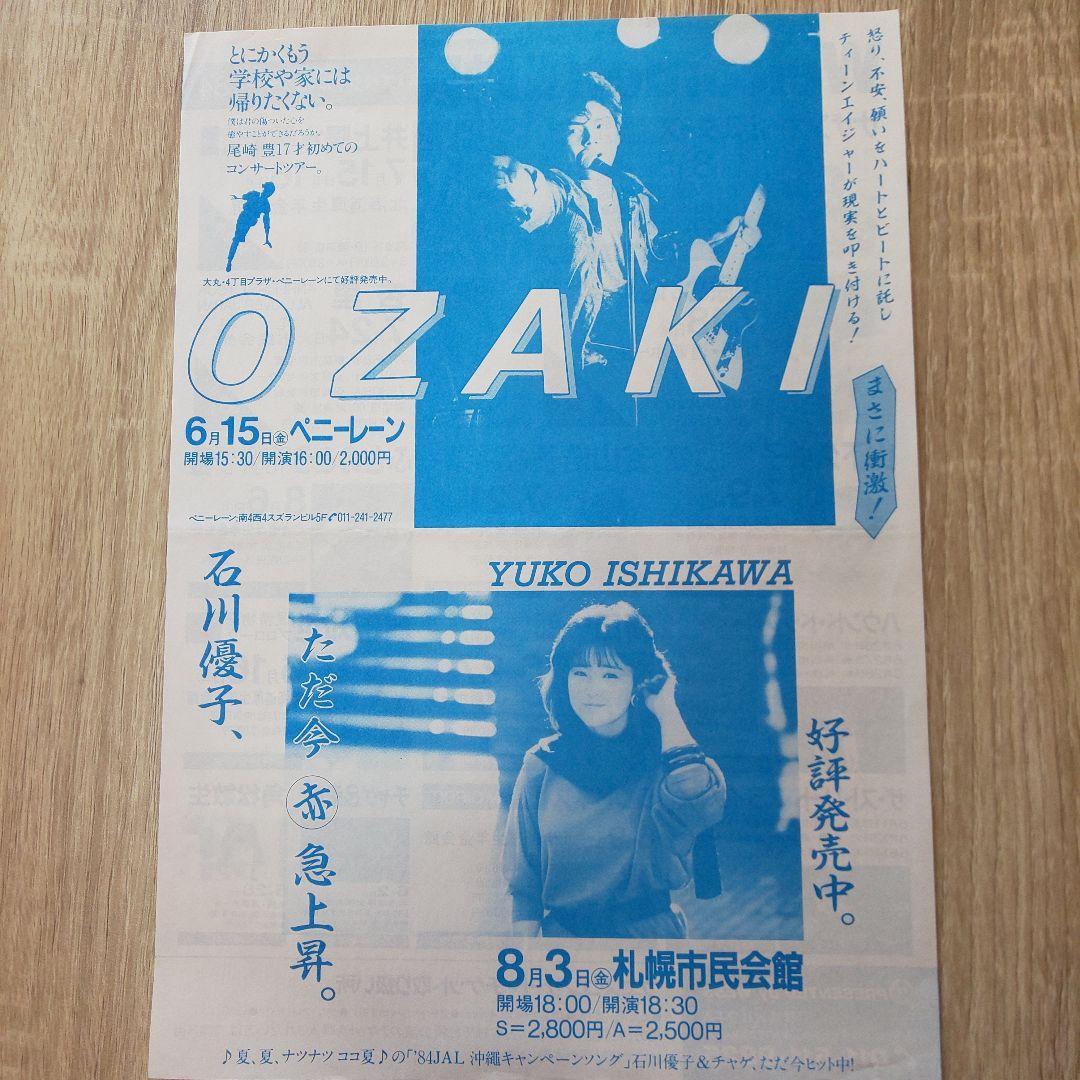 とにかくもう
学校や家には
帰りたくない。
僕は君の傷ついた心を
癒やすことができるだろうか。
尾崎 豊17才初めての
コンサートツアー。
大丸・4丁目プラザ・ペニーレーンにて好評発売中。
怒り、不安、願いをハートとビートに託し
ティーンエイジャーが現実を叩き付ける!
まさに衝激!
OZAKI
6月15日㊎ペニーレーン
開場15:30/開演16:00/2,000円
ペニーレーン:南4西4スズランビル5F✆011-241-2477
YUKO ISHIKAWA
石川優子、
ただ今㊤赤急上昇。
好評発売中。
8月3日㊎札幌市民会館
開場18:00/開演18:30
S=2,800円/A=2,500円
♪夏、夏、ナツナツ ココ夏♪の「'84JAL 沖縄キャンペーンソング」石川優子&チャゲ、ただ今ヒット中!